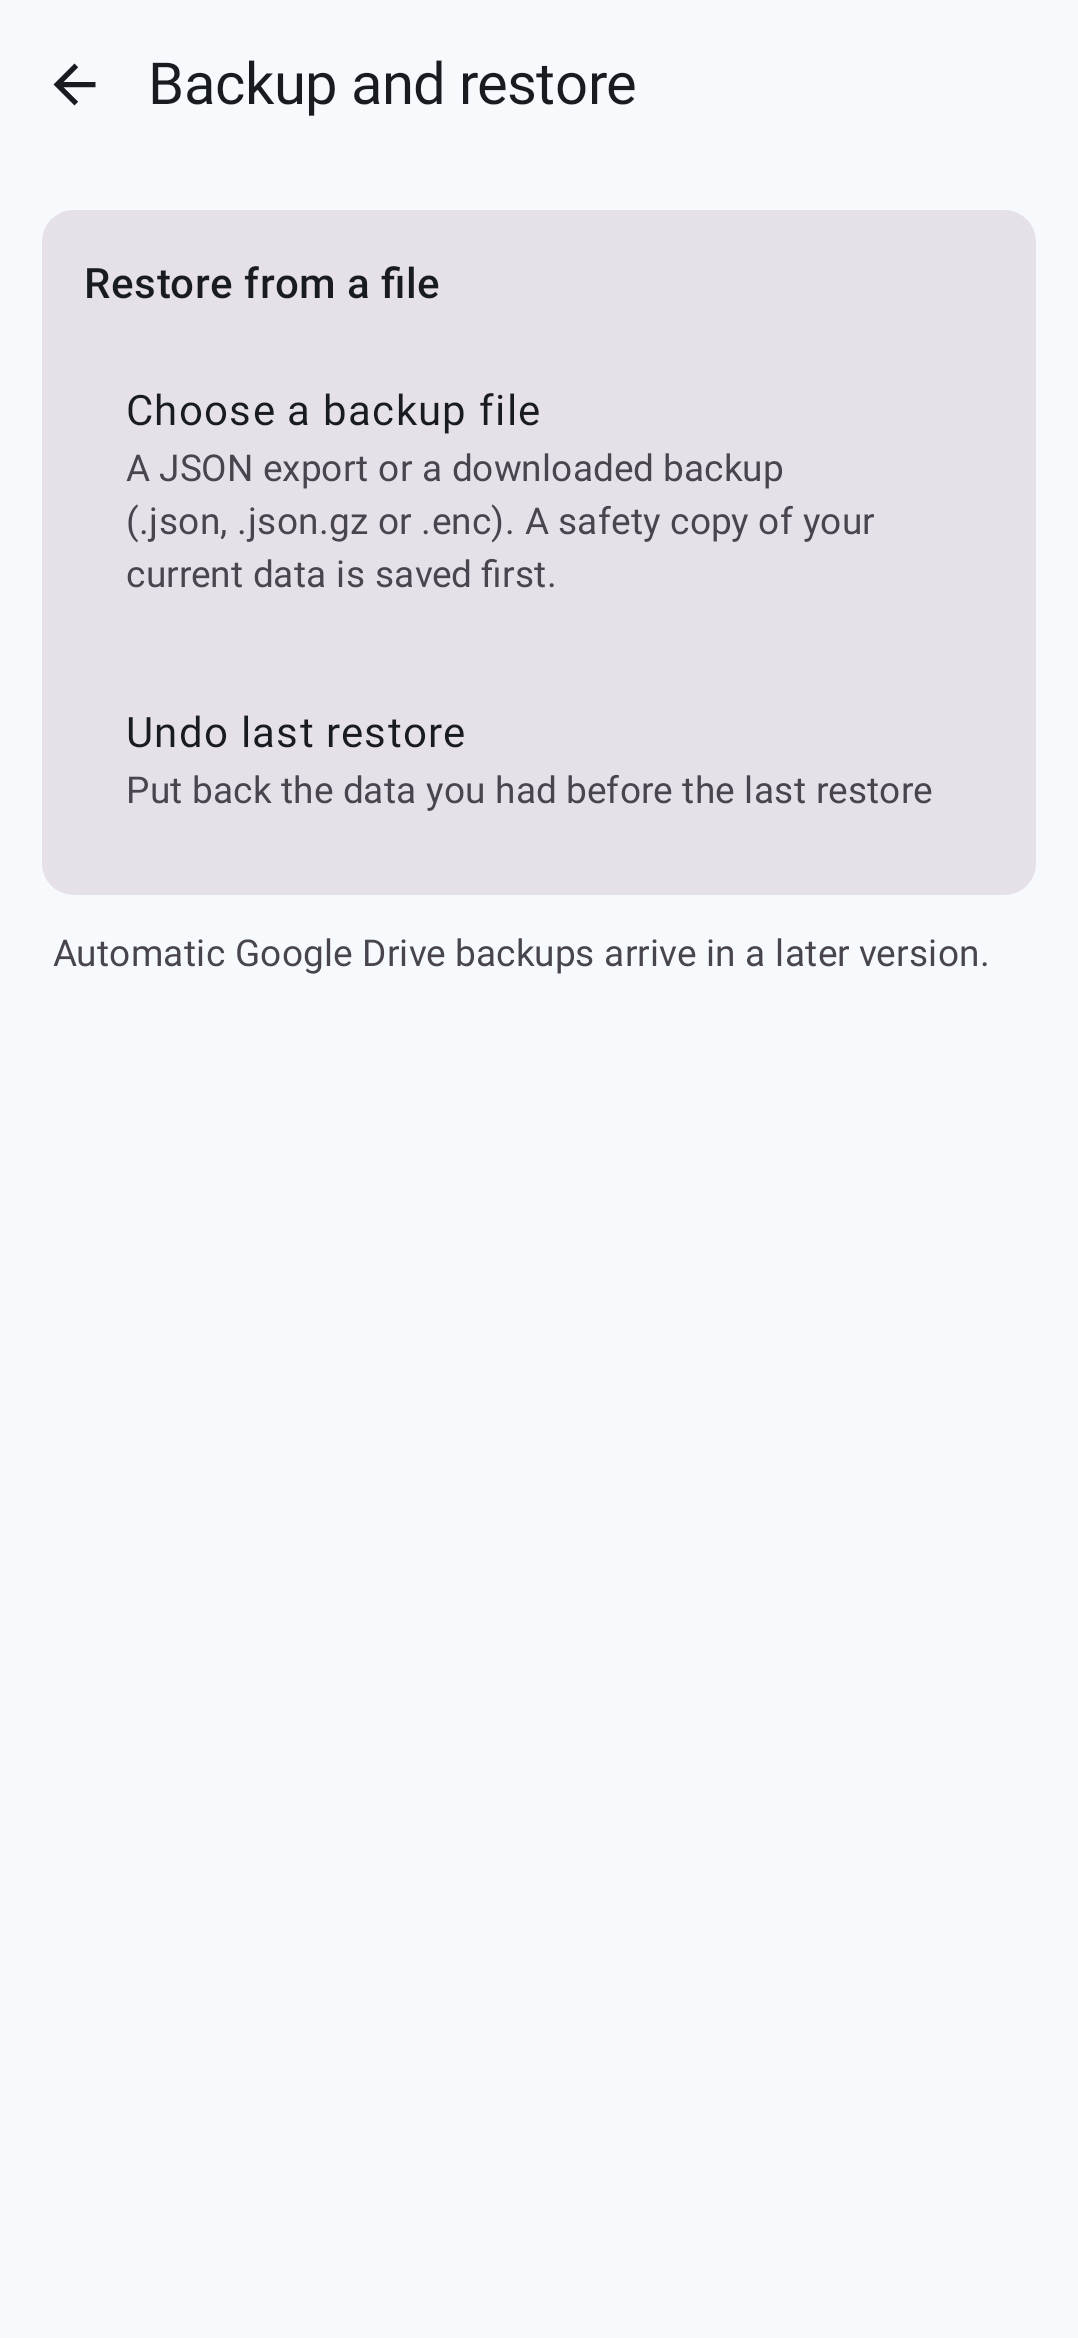 Backup and restore
Restore from a file
Choose a backup file
A JSON export or a downloaded backup
(.json, .json.gz or .enc). A safety copy of your
current data is saved first.
Undo last restore
Put back the data you had before the last restore
Automatic Google Drive backups arrive in a later version.